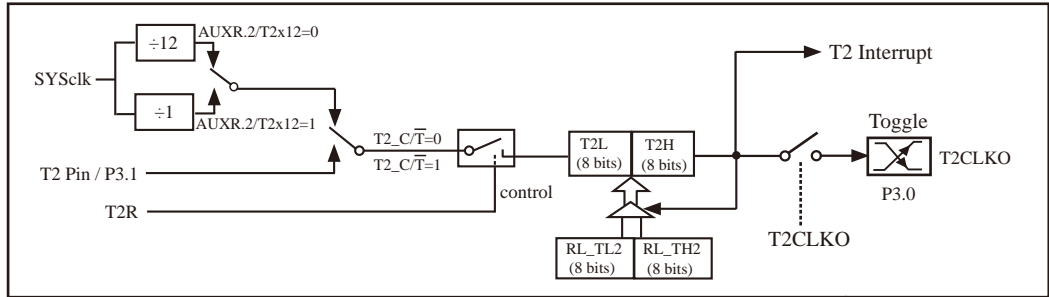 AUXR.2/T2x12=0
÷12
SYSclk
÷1
AUXR.2/T2x12=1
T2 Interrupt
T2_C/T̅=0
T2_C/T̅=1
T2 Pin / P3.1
T2R
control
T2L
(8 bits)
T2H
(8 bits)
Toggle
T2CLKO
P3.0
T2CLKO
RL_TL2
(8 bits)
RL_TH2
(8 bits)